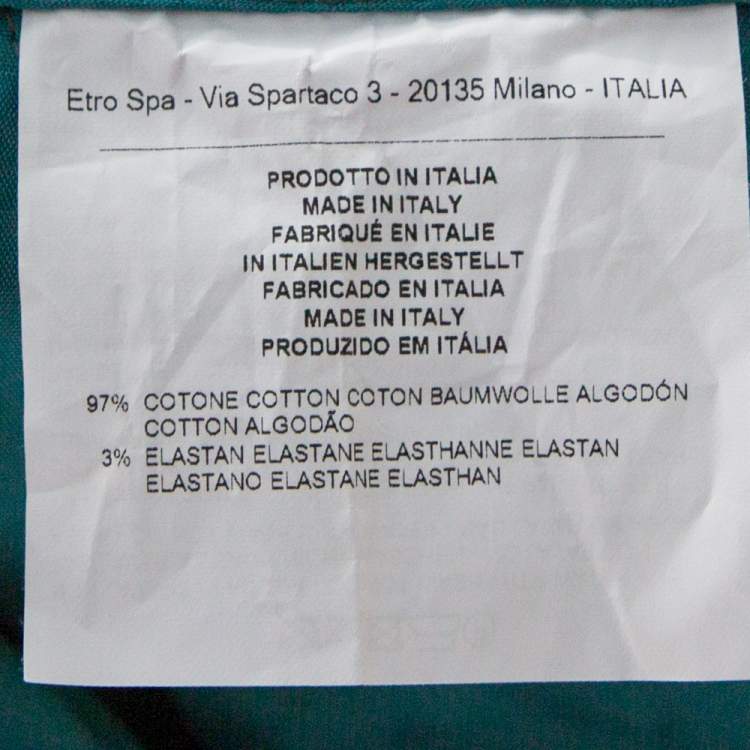 Etro Spa - Via Spartaco 3 - 20135 Milano - ITALIA
PRODOTTO IN ITALIA
MADE IN ITALY
FABRIQUÉ EN ITALIE
IN ITALIEN HERGESTELLT
FABRICADO EN ITALIA
MADE IN ITALY
PRODUZIDO EM ITÁLIA
97% COTONE COTTON COTON BAUMWOLLE ALGODÓN
COTTON ALGODÃO
3% ELASTAN ELASTANE ELASTHANNE ELASTAN
ELASTANO ELASTANE ELASTHAN